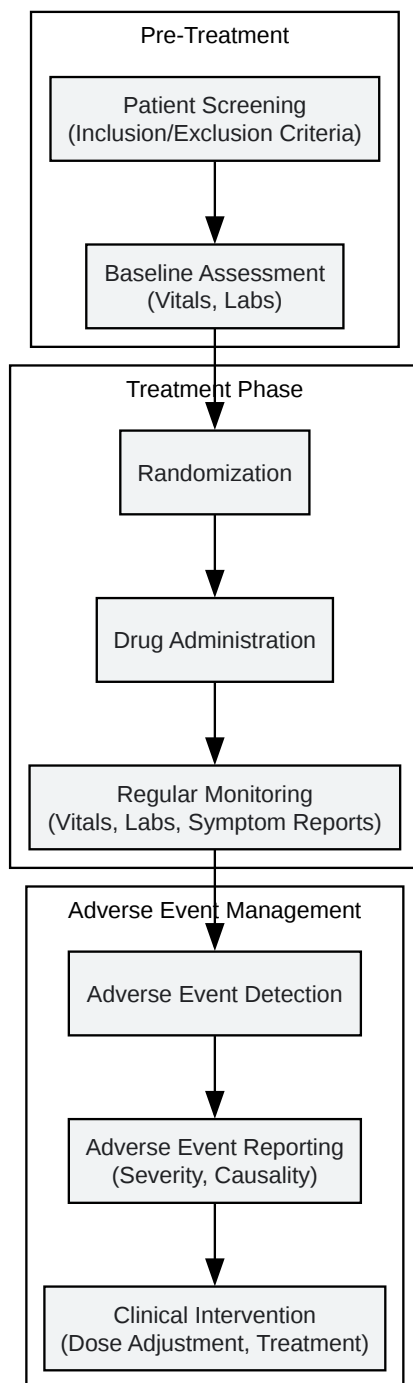 Pre-Treatment
Patient Screening
(Inclusion/Exclusion Criteria)
Baseline Assessment
(Vitals, Labs)
Treatment Phase
Randomization
Drug Administration
Regular Monitoring
(Vitals, Labs, Symptom Reports)
Adverse Event Management
Adverse Event Detection
Adverse Event Reporting
(Severity, Causality)
Clinical Intervention
(Dose Adjustment, Treatment)